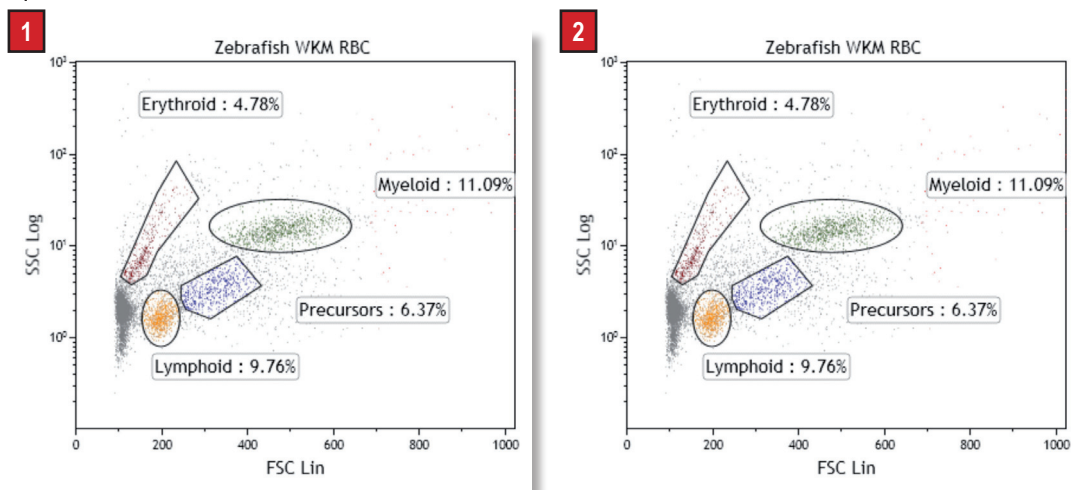 1
Zebrafish WKM RBC
10³
Erythroid : 4.78%
10²
Myeloid : 11.09%
10¹
SSC Log
Precursors : 6.37%
10⁰
Lymphoid : 9.76%
0 200 400 600 800 1000
FSC Lin
2
Zebrafish WKM RBC
10³
Erythroid : 4.78%
10²
Myeloid : 11.09%
10¹
SSC Log
Precursors : 6.37%
10⁰
Lymphoid : 9.76%
0 200 400 600 800 1000
FSC Lin